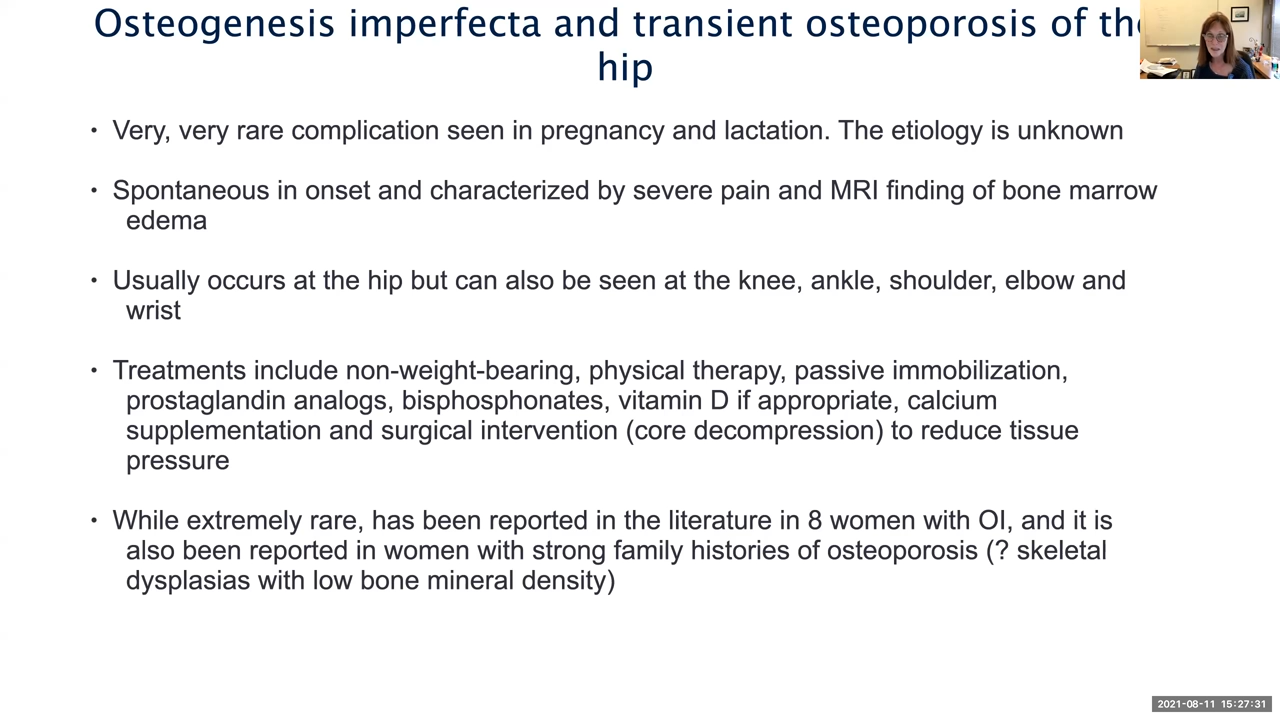 Osteogenesis imperfecta and transient osteoporosis of the
hip
• Very, very rare complication seen in pregnancy and lactation. The etiology is unknown
• Spontaneous in onset and characterized by severe pain and MRI finding of bone marrow
edema
• Usually occurs at the hip but can also be seen at the knee, ankle, shoulder, elbow and
wrist
• Treatments include non-weight-bearing, physical therapy, passive immobilization,
prostaglandin analogs, bisphosphonates, vitamin D if appropriate, calcium
supplementation and surgical intervention (core decompression) to reduce tissue
pressure
• While extremely rare, has been reported in the literature in 8 women with OI, and it is
also been reported in women with strong family histories of osteoporosis (? skeletal
dysplasias with low bone mineral density)
2021-08-11 15:27:31